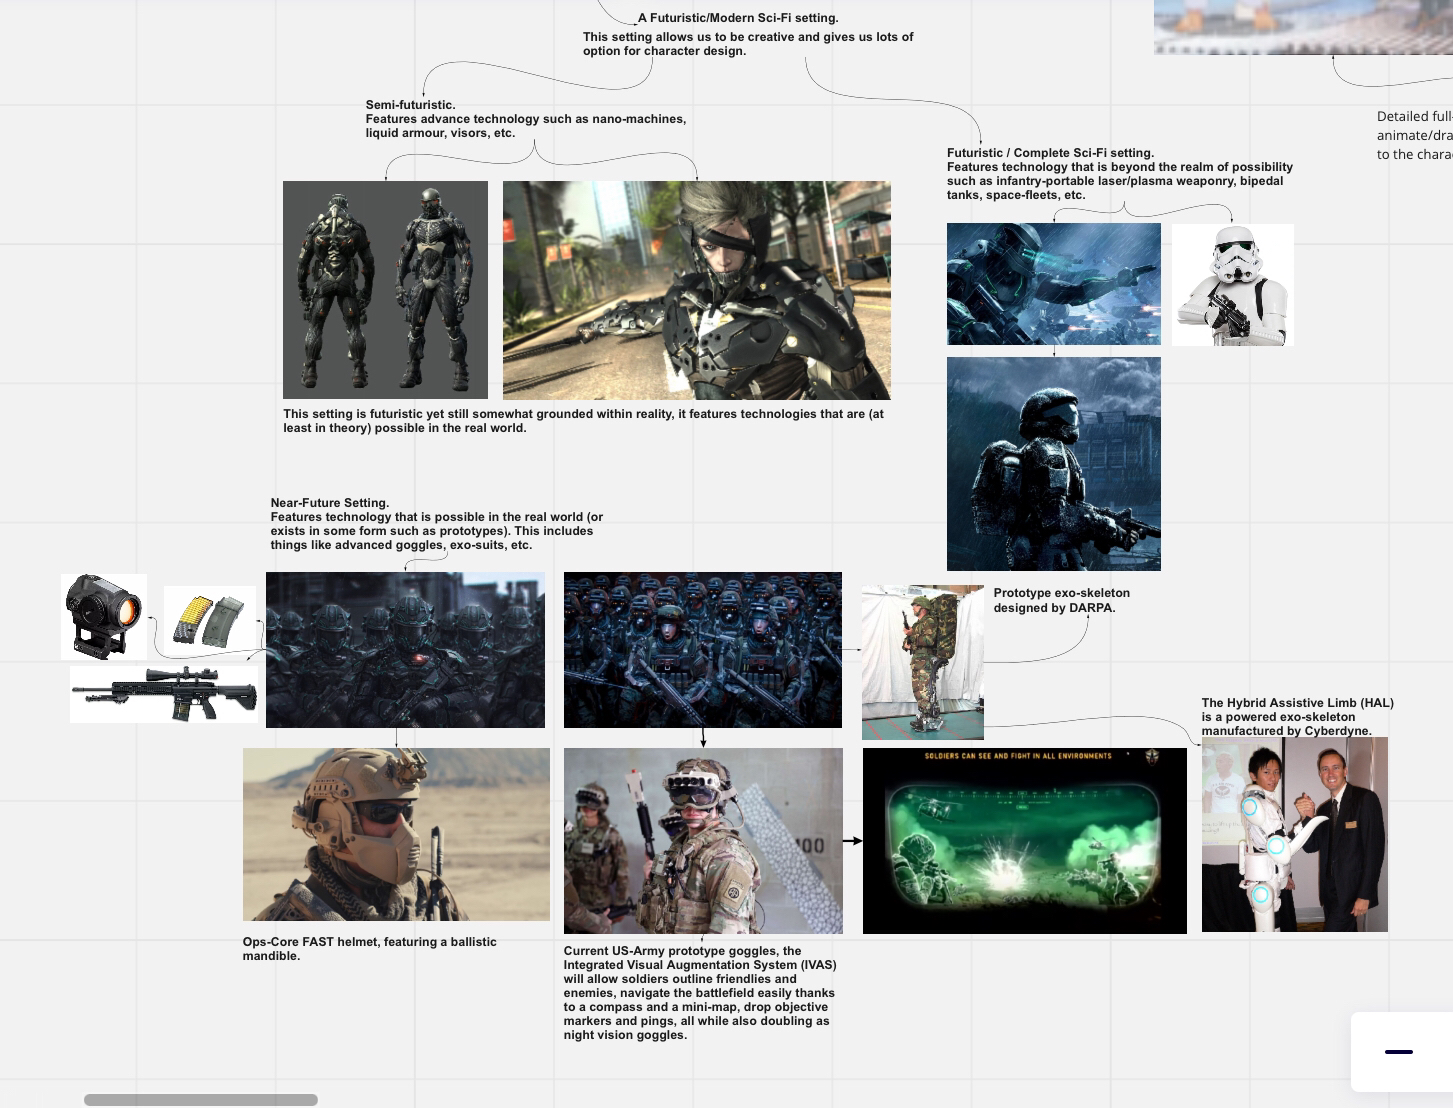 A Futuristic/Modern Sci-Fi setting.
This setting allows us to be creative and gives us lots of
option for character design.
Semi-futuristic.
Features advance technology such as nano-machines,
liquid armour, visors, etc.
Detailed full-
animate/dra
to the chara
Futuristic / Complete Sci-Fi setting.
Features technology that is beyond the realm of possibility
such as infantry-portable laser/plasma weaponry, bipedal
tanks, space-fleets, etc.
This setting is futuristic yet still somewhat grounded within reality, it features technologies that are (at
least in theory) possible in the real world.
Near-Future Setting.
Features technology that is possible in the real world (or
exists in some form such as prototypes). This includes
things like advanced goggles, exo-suits, etc.
Prototype exo-skeleton
designed by DARPA.
The Hybrid Assistive Limb (HAL)
is a powered exo-skeleton
manufactured by Cyberdyne.
SOLDIERS CAN SEE AND FIGHT IN ALL ENVIRONMENTS
Ops-Core FAST helmet, featuring a ballistic
mandible.
Current US-Army prototype goggles, the
Integrated Visual Augmentation System (IVAS)
will allow soldiers outline friendlies and
enemies, navigate the battlefield easily thanks
to a compass and a mini-map, drop objective
markers and pings, all while also doubling as
night vision goggles.